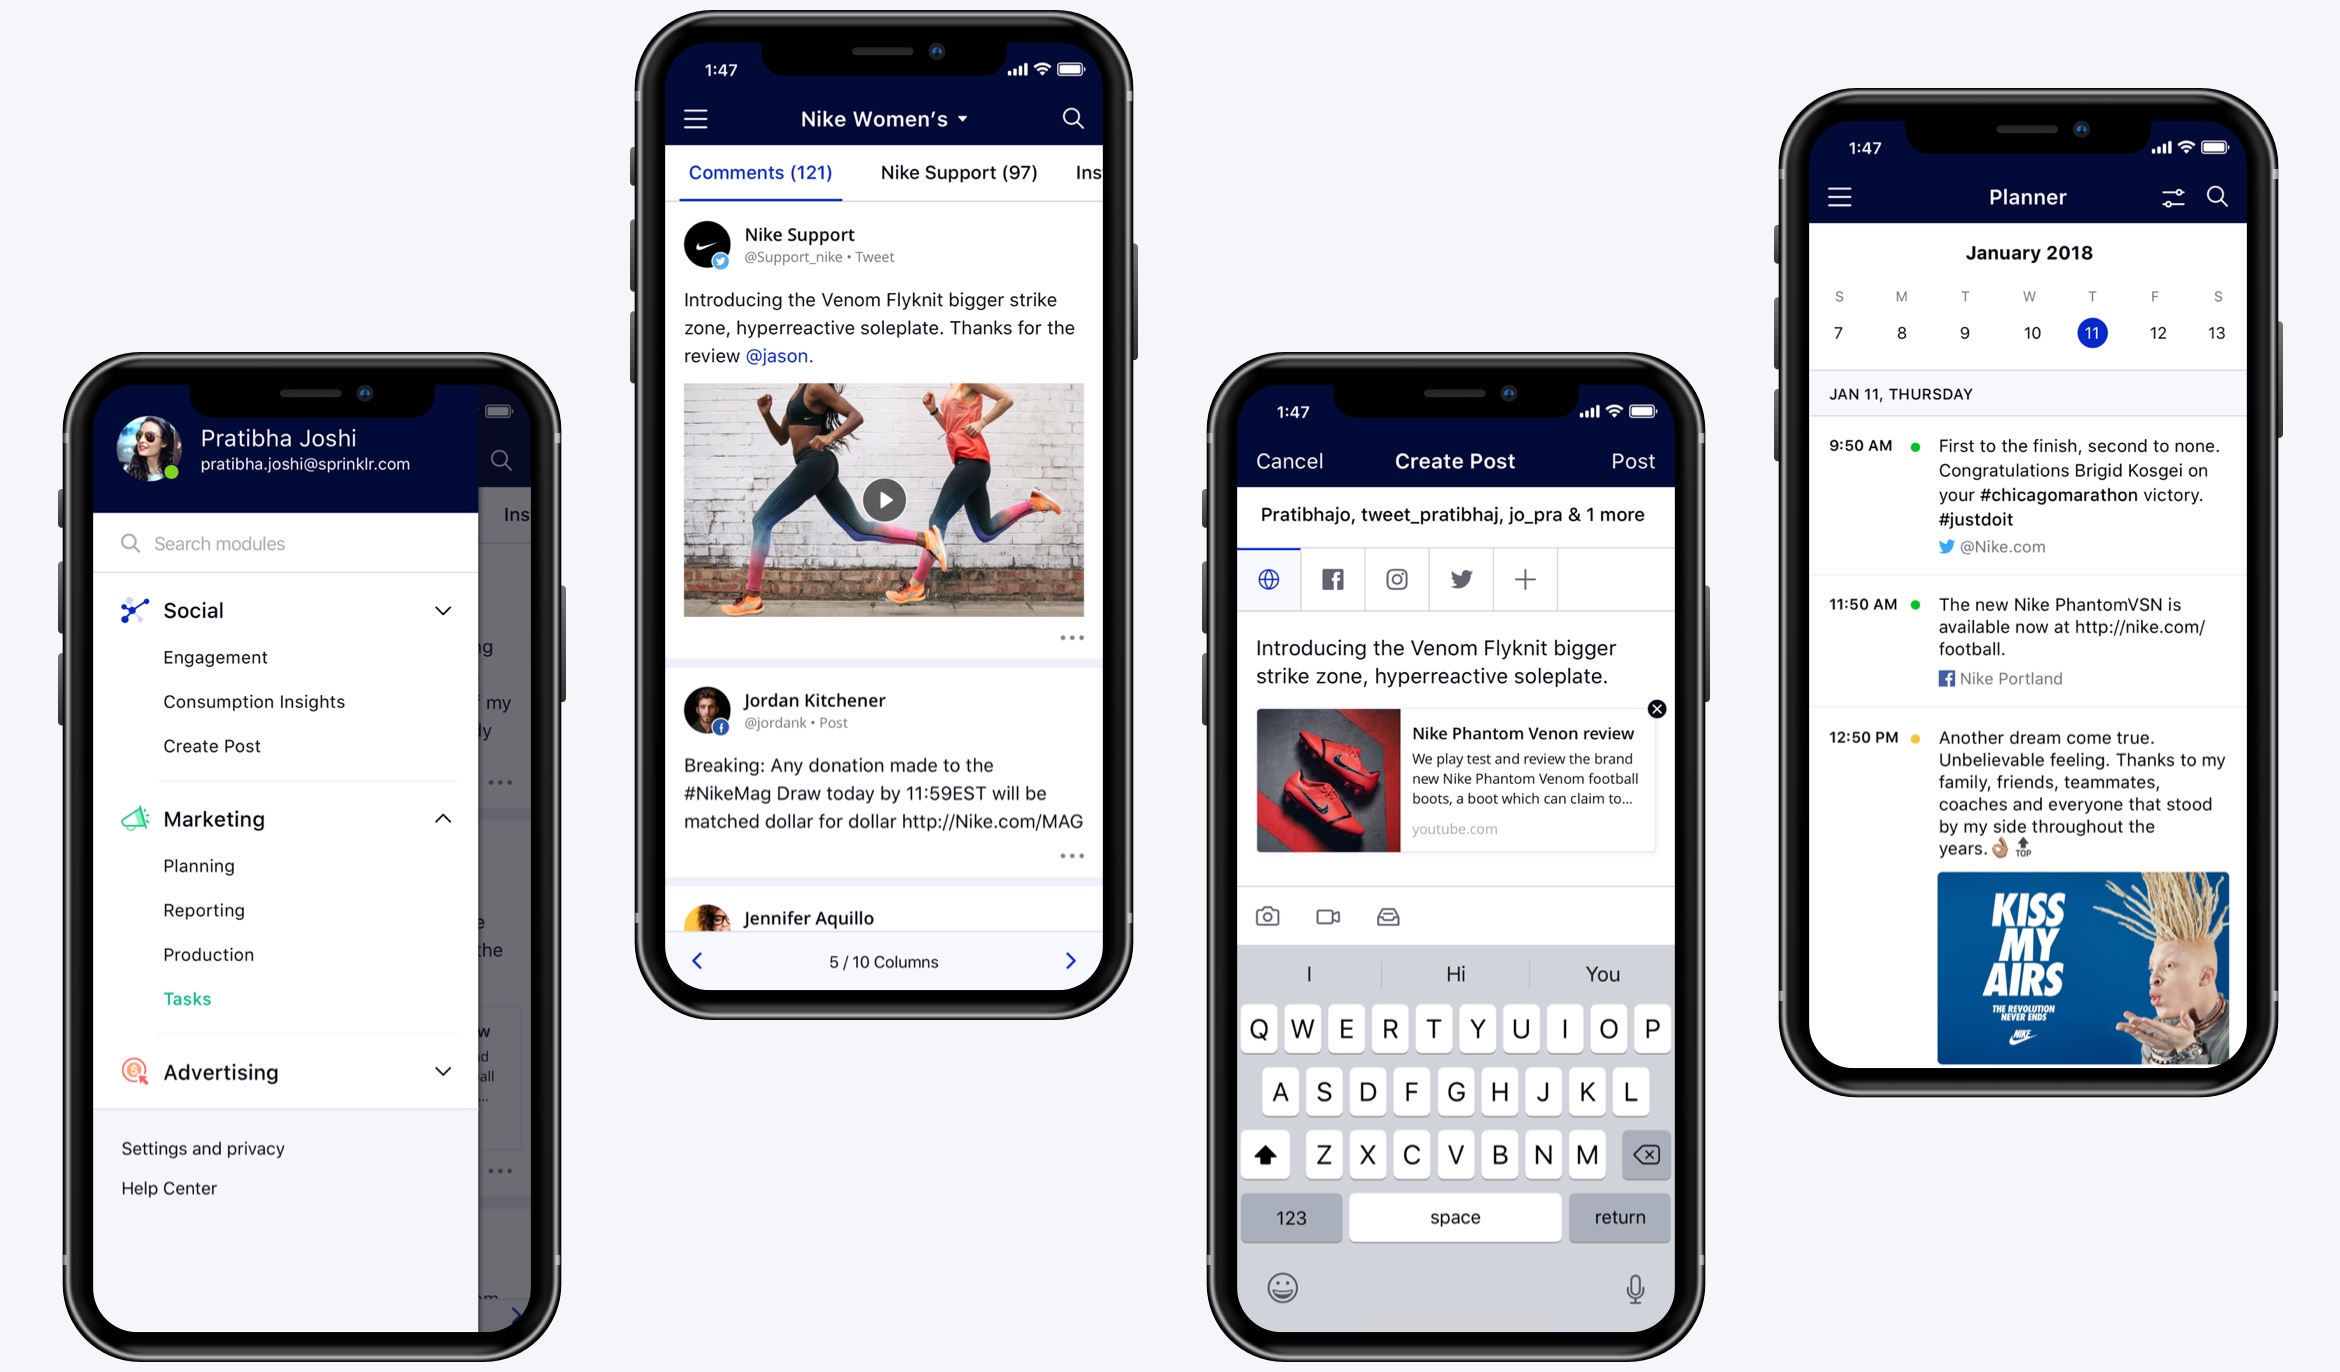 Pratibha Joshi
pratibha.joshi@sprinklr.com
Search modules
Social
Engagement
Consumption Insights
Create Post
Marketing
Planning
Reporting
Production
Tasks
Advertising
Settings and privacy
Help Center
Ins
my
the
1:47
Nike Women’s
Comments (121)
Nike Support (97)
Ins
Nike Support
@Support_nike • Tweet
Introducing the Venom Flyknit bigger strike
zone, hyperreactive soleplate. Thanks for the
review @jason.
Jordan Kitchener
@jordank • Post
Breaking: Any donation made to the
#NikeMag Draw today by 11:59EST will be
matched dollar for dollar http://Nike.com/MAG
Jennifer Aquillo
5 / 10 Columns
1:47
Cancel
Create Post
Post
Pratibhajo, tweet_pratibhaj, jo_pra & 1 more
Introducing the Venom Flyknit bigger
strike zone, hyperreactive soleplate.
Nike Phantom Venon review
We play test and review the brand
new Nike Phantom Venom football
boots, a boot which can claim to...
youtube.com
I Hi You
Q W E R T Y U I O P
A S D F G H J K L
Z X C V B N M
123 space return
1:47
Planner
January 2018
S M T W T F S
7 8 9 10 11 12 13
JAN 11, THURSDAY
9:50 AM
First to the finish, second to none.
Congratulations Brigid Kosgei on
your #chicagomarathon victory.
#justdoit
@Nike.com
11:50 AM
The new Nike PhantomVSN is
available now at http://nike.com/
football.
Nike Portland
12:50 PM
Another dream come true.
Unbelievable feeling. Thanks to my
family, friends, teammates,
coaches and everyone that stood
by my side throughout the
years.👌🏽🔝
KISS
MY
AIRS
THE REVOLUTION
NEVER ENDS
NIKE